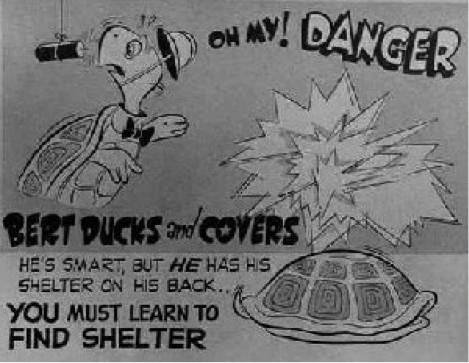 !?
OH MY! DANGER
BERT DUCKS and COVERS
HE'S SMART, BUT HE HAS HIS
SHELTER ON HIS BACK..
YOU MUST LEARN TO
FIND SHELTER